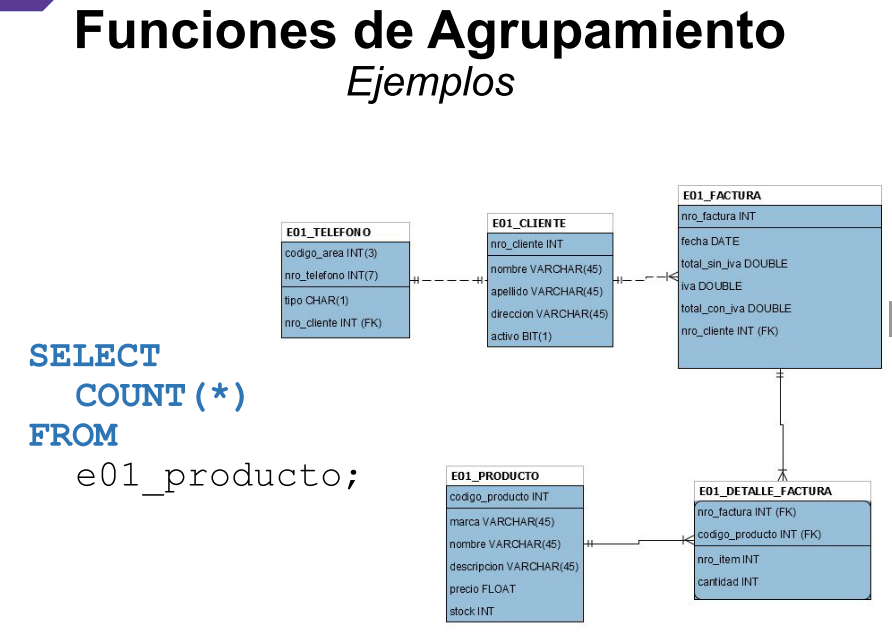 Funciones de Agrupamiento
Ejemplos
SELECT
COUNT(*)
FROM
e01_producto;
E01_TELEFONO
codigo_area INT(3)
nro_telefono INT(7)
tipo CHAR(1)
nro_cliente INT (FK)
E01_CLIENTE
nro_cliente INT
nombre VARCHAR(45)
apellido VARCHAR(45)
direccion VARCHAR(45)
activo BIT(1)
E01_FACTURA
nro_factura INT
fecha DATE
total_sin_iva DOUBLE
iva DOUBLE
total_con_iva DOUBLE
nro_cliente INT (FK)
E01_PRODUCTO
codigo_producto INT
marca VARCHAR(45)
nombre VARCHAR(45)
descripcion VARCHAR(45)
precio FLOAT
stock INT
E01_DETALLE_FACTURA
nro_factura INT (FK)
codigo_producto INT (FK)
nro_item INT
cantidad INT